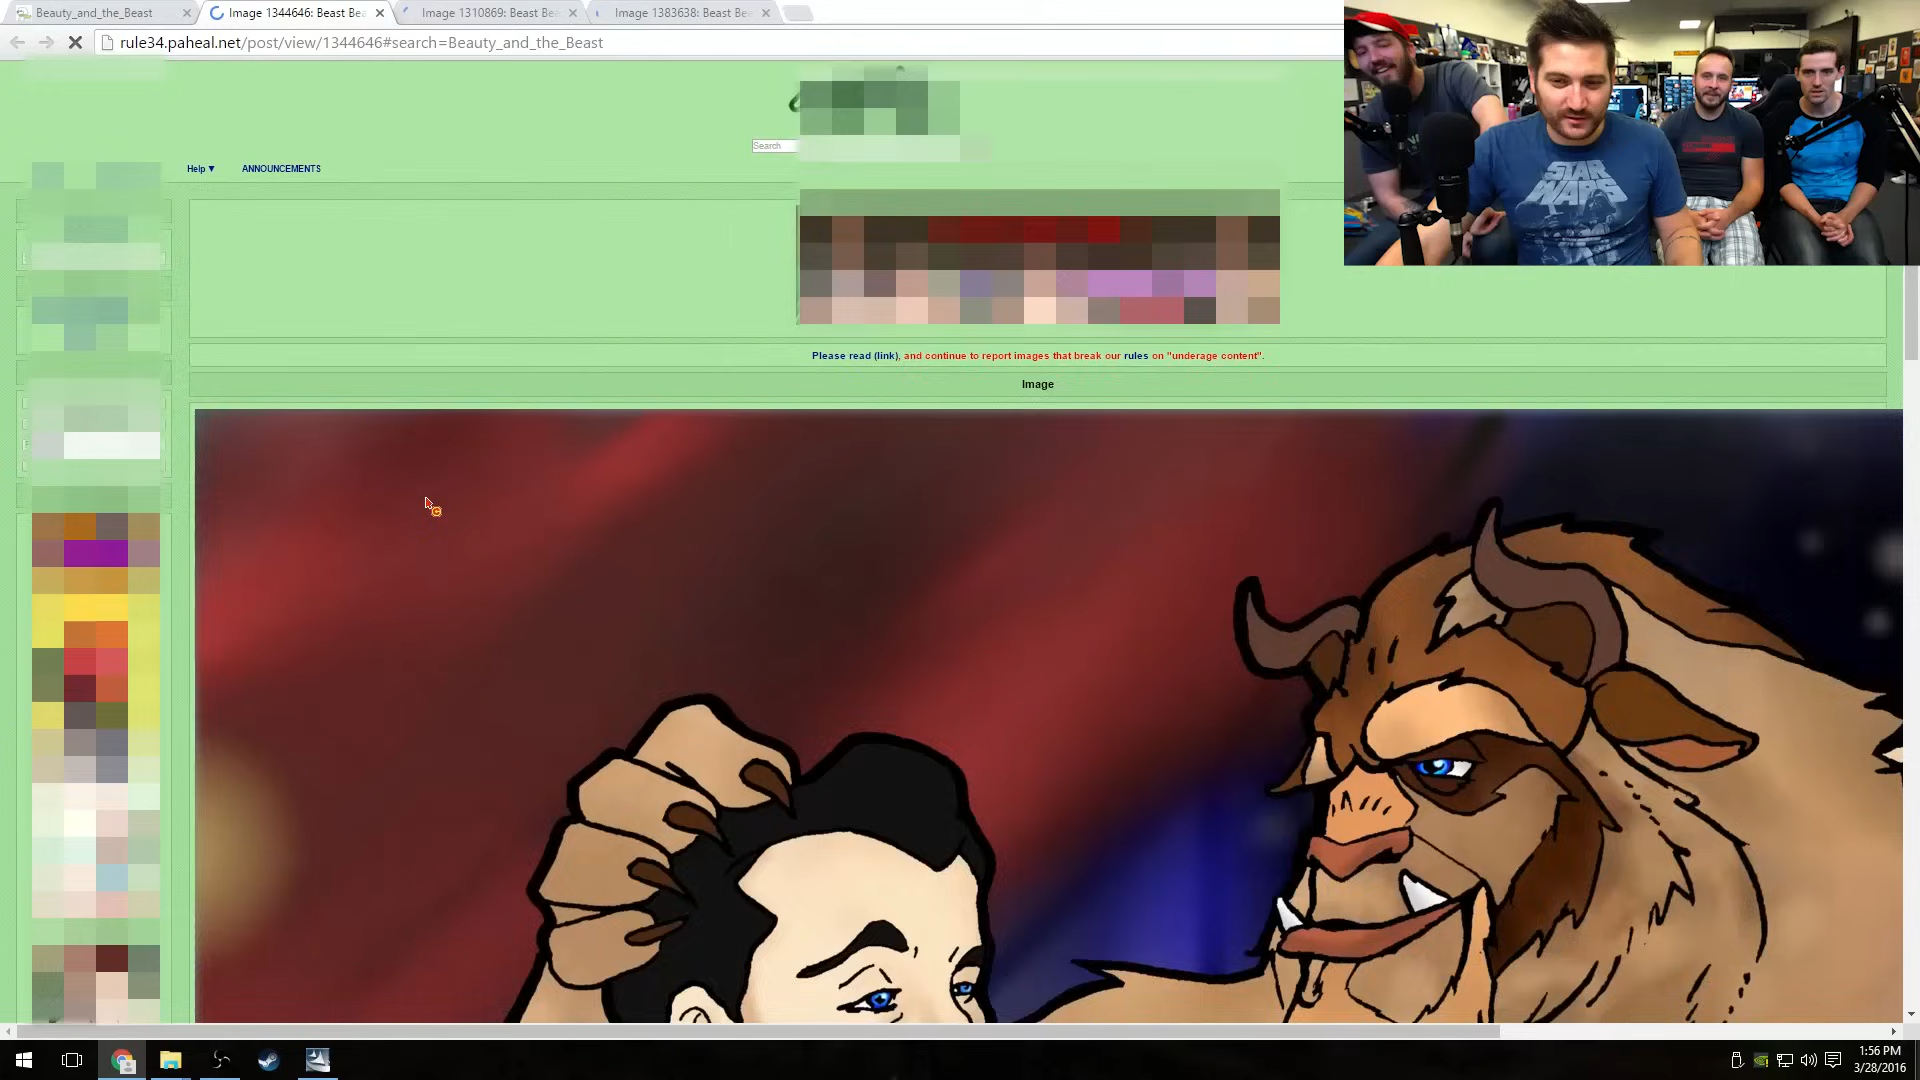 Beauty_and_the_Beast
Image 1344646: Beast Be
Image 1310869: Beast Be
Image 1383638: Beast Be
rule34.paheal.net/post/view/1344646#search=Beauty_and_the_Beast
Search
Help ▼ ANNOUNCEMENTS
Please read (link), and continue to report images that break our rules on "underage content".
Image
STAR
WARS
1:56 PM
3/28/2016